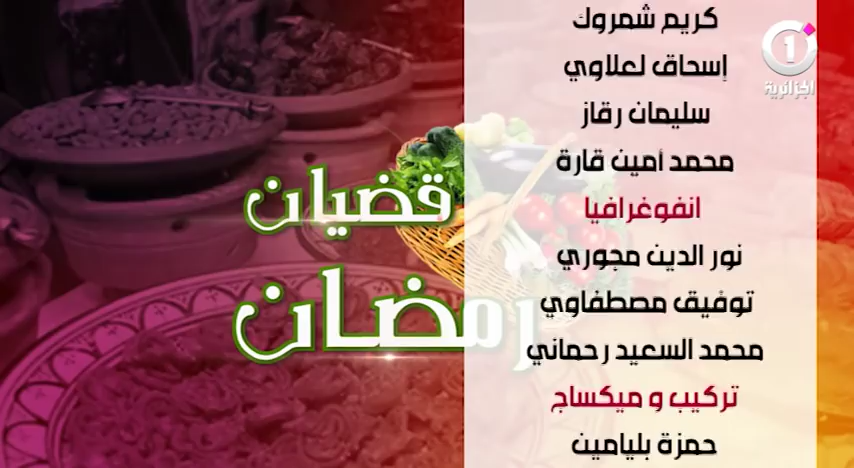 كريم شمروك
إسحاق لعلاوي
سليمان رقاز
محمد أمين قارة
انفوغرافيا
نور الدين مجوري
توفيق مصطفاوي
محمد السعيد رحماني
تركيب و ميكساج
حمزة بليامين
قضيان
رمضان
1
الجزائرية